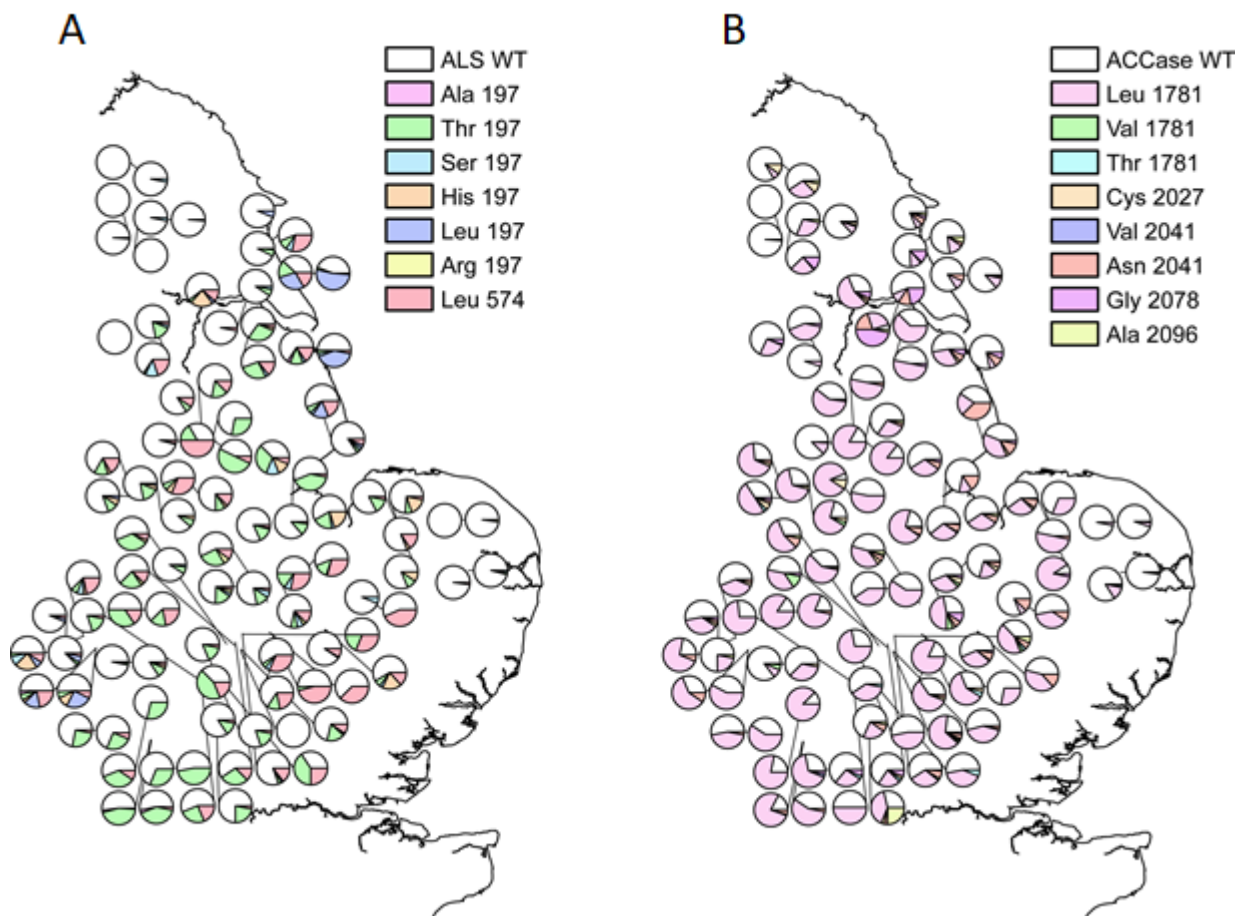 A
ALS WT
Ala 197
Thr 197
Ser 197
His 197
Leu 197
Arg 197
Leu 574
B
ACCase WT
Leu 1781
Val 1781
Thr 1781
Cys 2027
Val 2041
Asn 2041
Gly 2078
Ala 2096